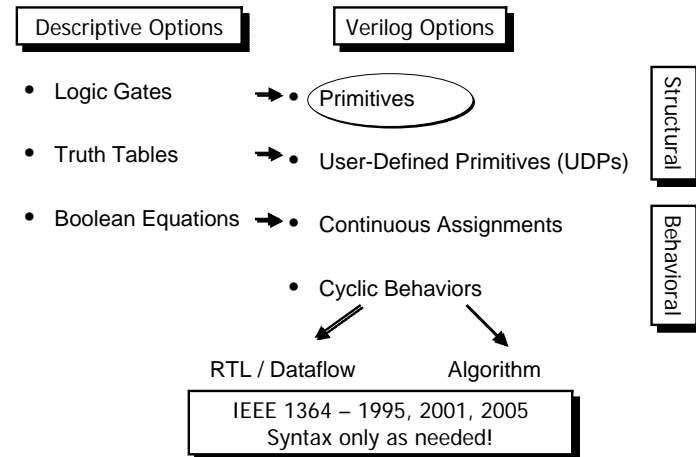 Descriptive Options
Verilog Options
• Logic Gates
• Primitives
• Truth Tables
• User-Defined Primitives (UDPs)
• Boolean Equations
• Continuous Assignments
• Cyclic Behaviors
Structural
Behavioral
RTL / Dataflow
Algorithm
IEEE 1364 – 1995, 2001, 2005
Syntax only as needed!